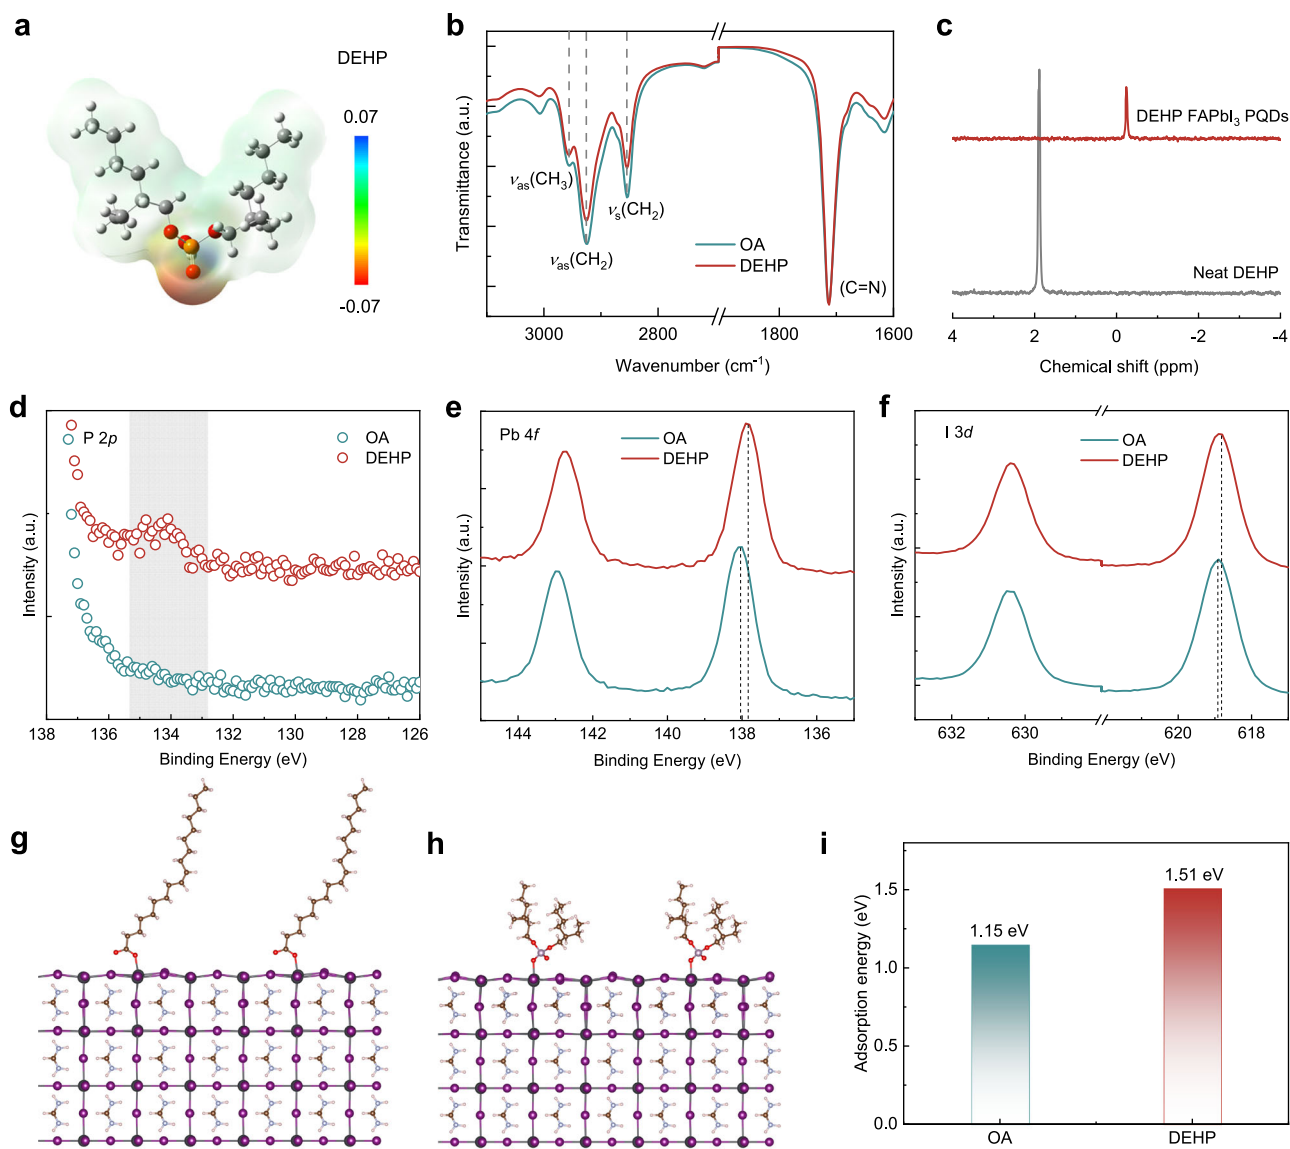 a
DEHP
0.07
-0.07
b
Transmittance (a.u.)
νas(CH3)
νs(CH2)
νas(CH2)
OA
DEHP
(C=N)
3000
2800
1800
1600
Wavenumber (cm-1)
c
DEHP FAPbI3 PQDs
Neat DEHP
4
2
0
-2
-4
Chemical shift (ppm)
d
P 2p
OA
DEHP
Intensity (a.u.)
138
136
134
132
130
128
126
Binding Energy (eV)
e
Pb 4f
OA
DEHP
Intensity (a.u.)
144
142
140
138
136
Binding Energy (eV)
f
I 3d
OA
DEHP
Intensity (a.u.)
632
630
620
618
Binding Energy (eV)
g
h
i
Adsorption energy (eV)
1.5
1.0
0.5
0.0
1.15 eV
1.51 eV
OA
DEHP